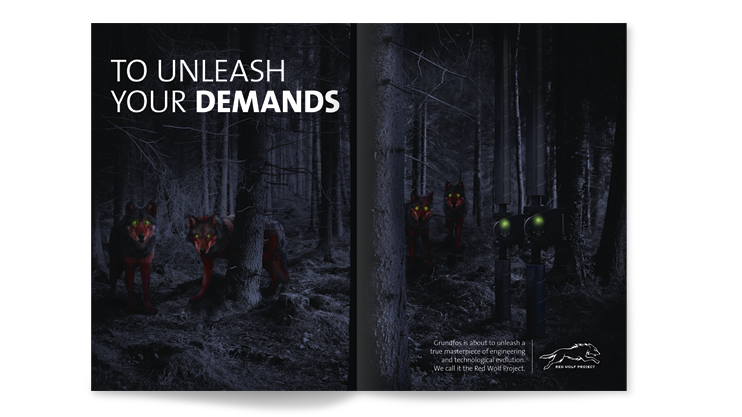 TO UNLEASH
YOUR DEMANDS
Grundfos is about to unleash a
true masterpiece of engineering
and technological evolution.
We call it the Red Wolf Project.
RED WOLF PROJECT